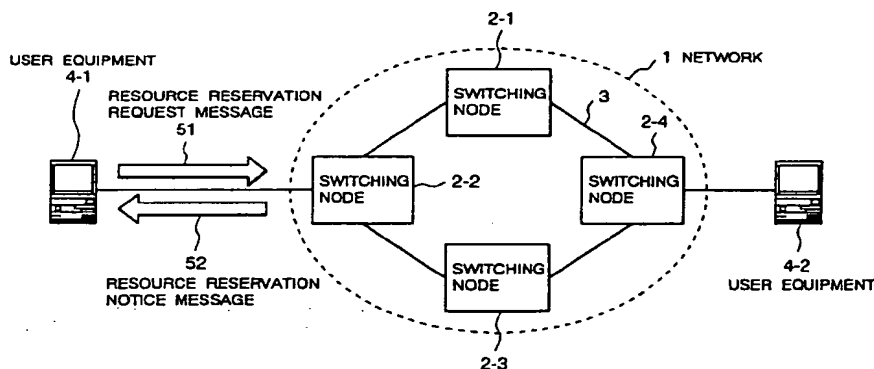 2-1
USER EQUIPMENT
4-1
1 NETWORK
RESOURCE RESERVATION
REQUEST MESSAGE
51
SWITCHING
NODE
3
2-4
SWITCHING
NODE
2-2
SWITCHING
NODE
52
RESOURCE RESERVATION
NOTICE MESSAGE
SWITCHING
NODE
4-2
USER EQUIPMENT
2-3